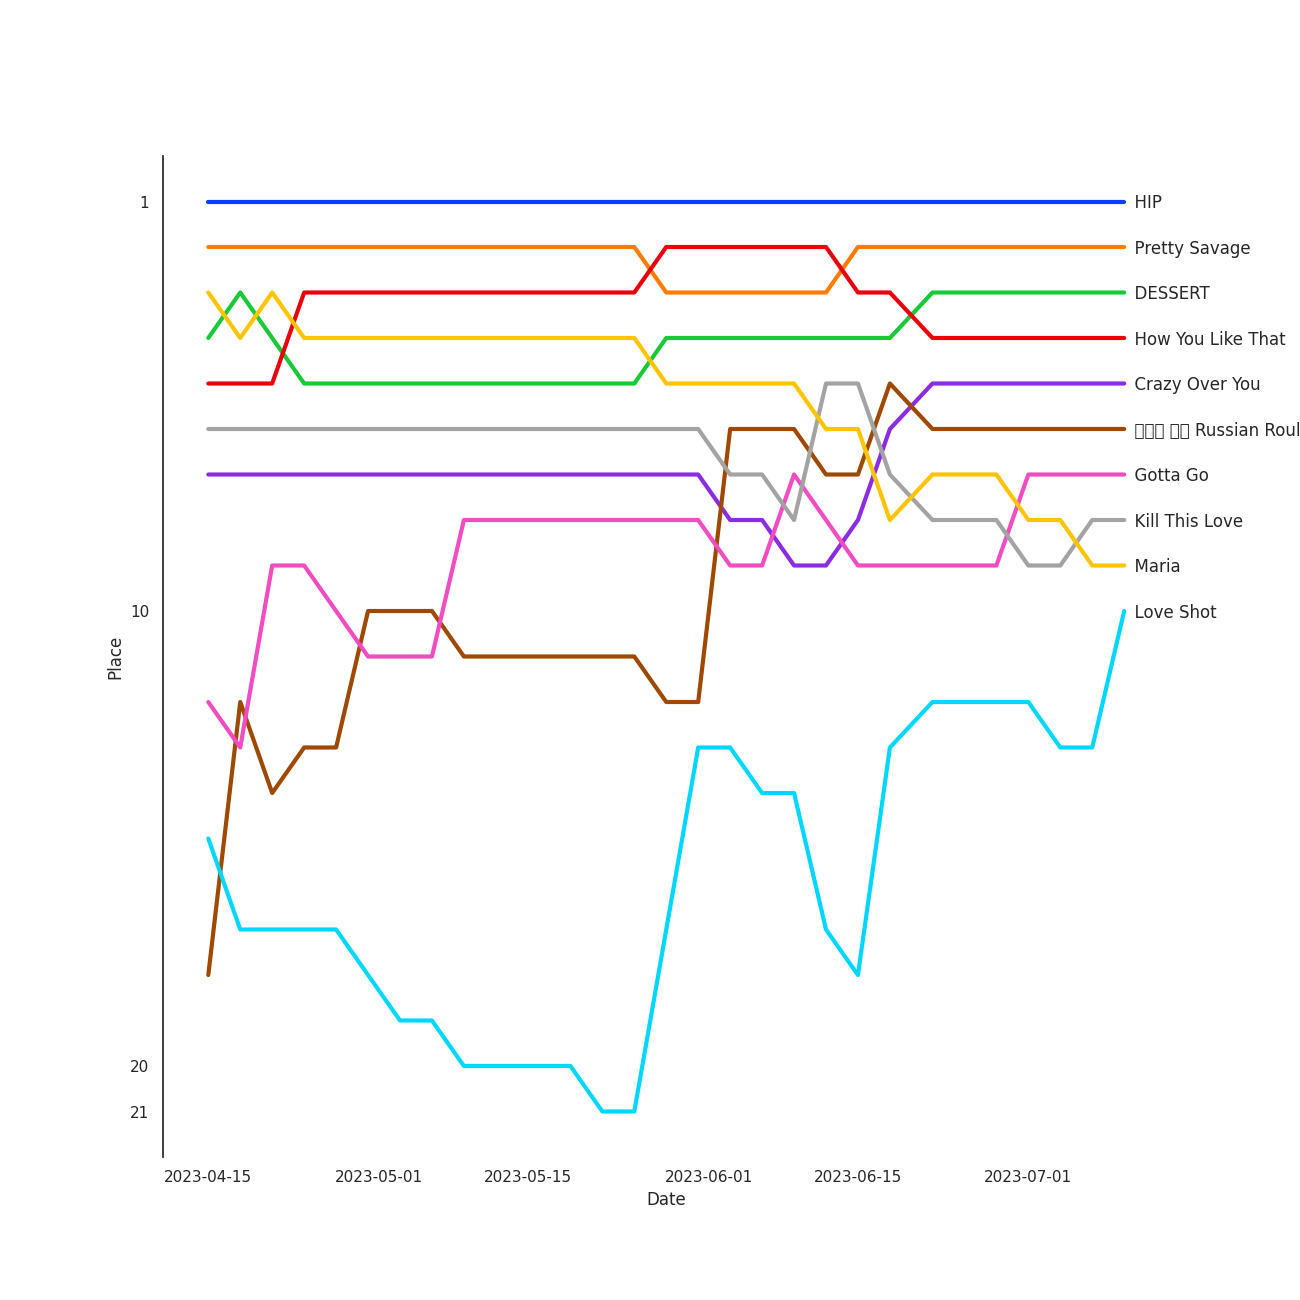 1
10
20
21
Place
HIP
Pretty Savage
DESSERT
How You Like That
Crazy Over You
Russian Roul
Gotta Go
Kill This Love
Maria
Love Shot
2023-04-15 2023-05-01 2023-05-15 2023-06-01 2023-06-15 2023-07-01
Date